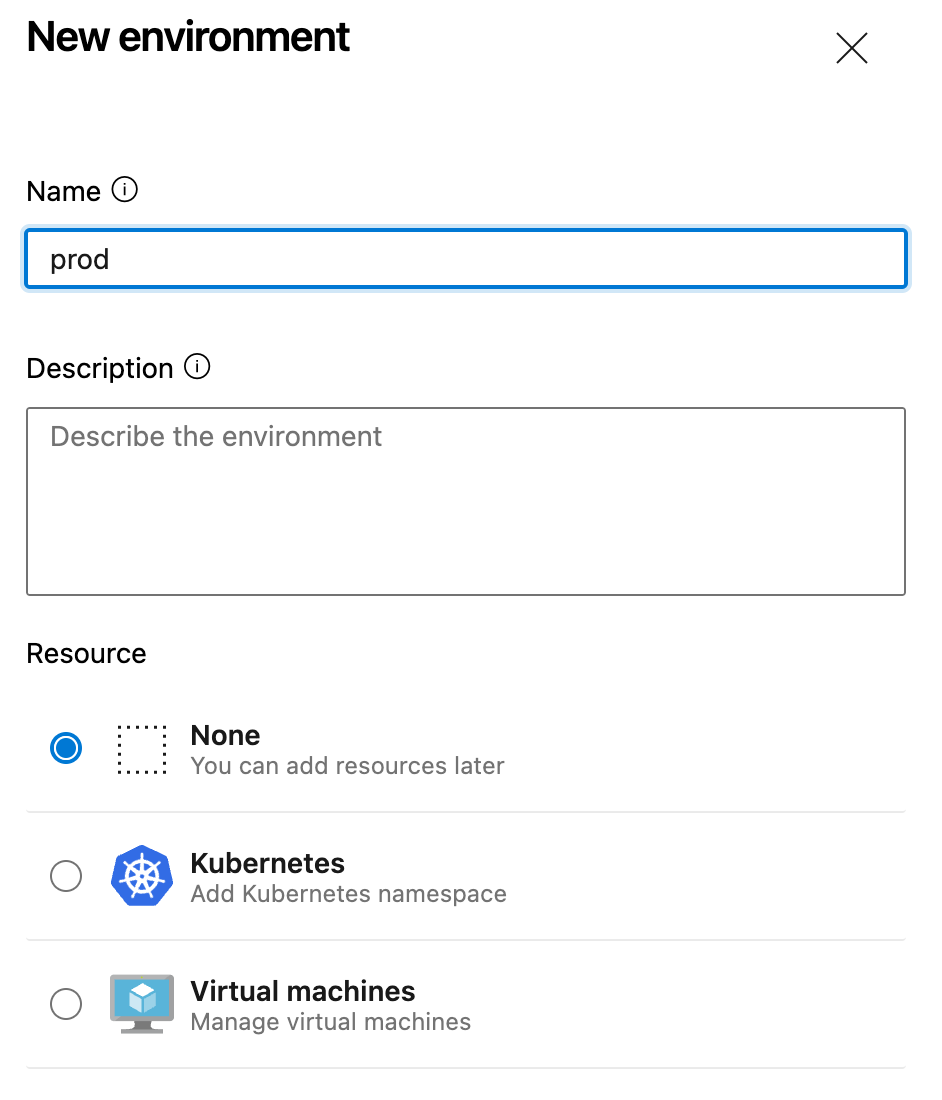 New environment
Name
prod
Description
Describe the environment
Resource
None
You can add resources later
Kubernetes
Add Kubernetes namespace
Virtual machines
Manage virtual machines